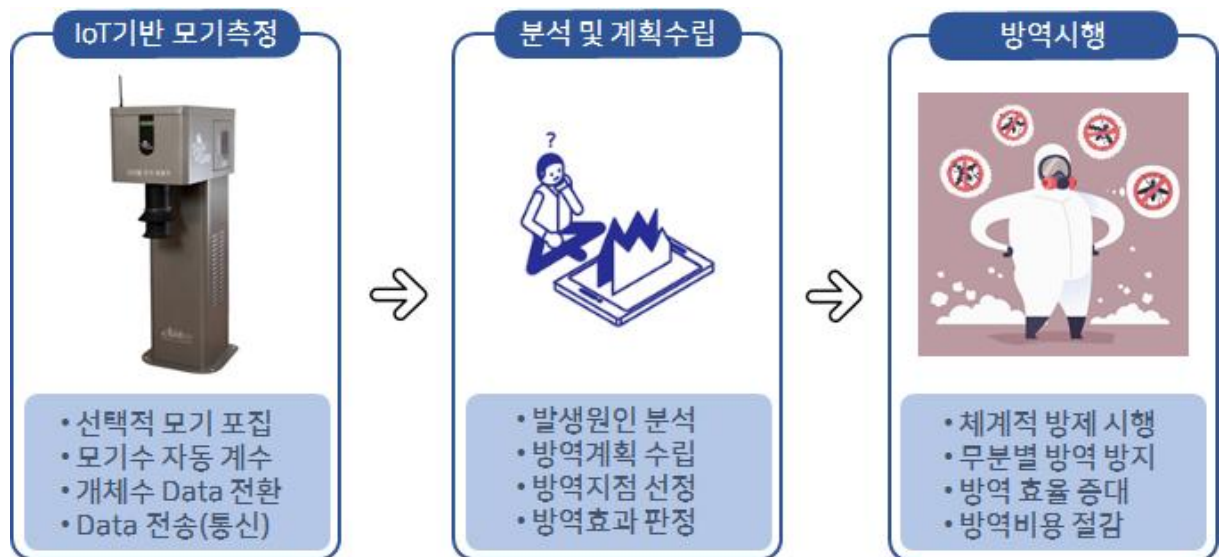 IoT기반 모기측정
• 선택적 모기 포집
• 모기수 자동 계수
• 개체수 Data 전환
• Data 전송(통신)
분석 및 계획수립
?
• 발생원인 분석
• 방역계획 수립
• 방역지점 선정
• 방역효과 판정
방역시행
• 체계적 방제 시행
• 무분별 방역 방지
• 방역 효율 증대
• 방역비용 절감